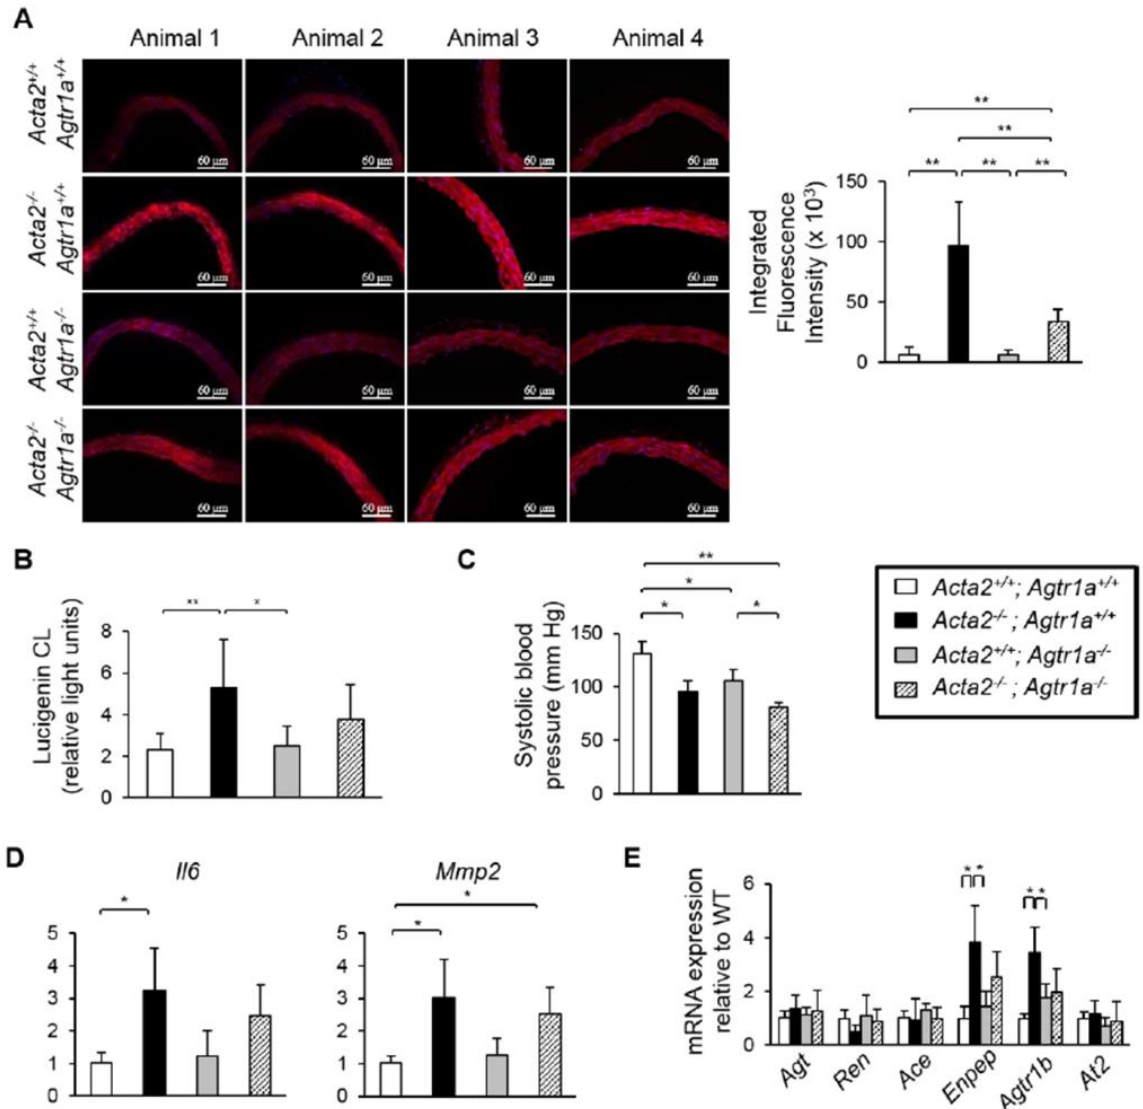 A
Animal 1 Animal 2 Animal 3 Animal 4
Acta2+/+
Agtr1a+/+
60 μm 60 μm 60 μm 60 μm
Acta2-/-
Agtr1a+/+
60 μm 60 μm 60 μm 60 μm
Acta2+/+
Agtr1a-/-
60 μm 60 μm 60 μm 60 μm
Acta2-/-
Agtr1a-/-
60 μm 60 μm 60 μm 60 μm
**
**
** ** **
Integrated
Fluorescence
Intensity (x 10³)
150
100
50
0
B
Lucigenin CL
(relative light units)
** *
8
6
4
2
0
C
Systolic blood
pressure (mm Hg)
**
*
* *
150
100
50
0
Acta2+/+; Agtr1a+/+
Acta2-/- ; Agtr1a+/+
Acta2+/+; Agtr1a-/-
Acta2-/- ; Agtr1a-/-
D
Il6
*
5
4
3
2
1
0
Mmp2
*
*
5
4
3
2
1
0
E
mRNA expression
relative to WT
* * * *
6
4
2
0
Agt Ren Ace Enpep Agtr1b At2